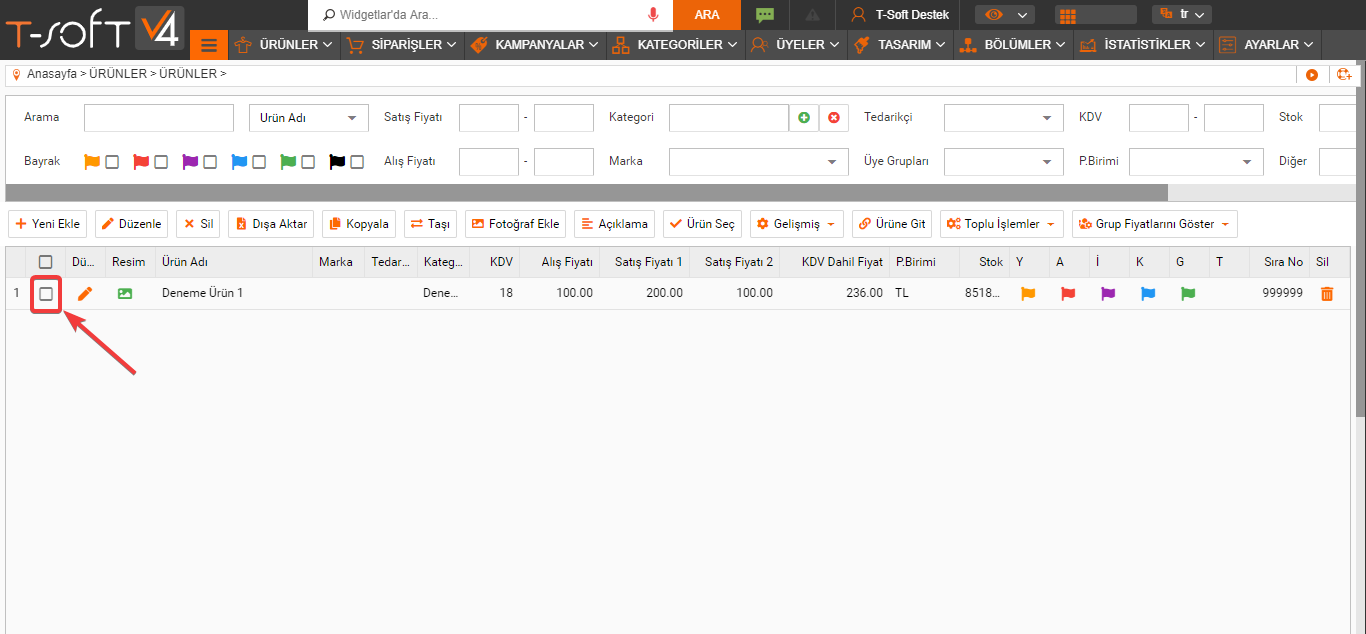 T-SOFT V4
Widgetlar'da Ara...
ARA
T-Soft Destek
tr
ÜRÜNLER
SİPARİŞLER
KAMPANYALAR
KATEGORİLER
ÜYELER
TASARIM
BÖLÜMLER
İSTATİSTİKLER
AYARLAR
Anasayfa > ÜRÜNLER > ÜRÜNLER >
Arama Ürün Adı Satış Fiyatı - Kategori Tedarikçi KDV - Stok
Bayrak Alış Fiyatı - Marka Üye Grupları P.Birimi Diğer
Yeni Ekle Düzenle Sil Dışa Aktar Kopyala Taşı Fotoğraf Ekle Açıklama Ürün Seç Gelişmiş Ürüne Git Toplu İşlemler Grup Fiyatlarını Göster
Dü... Resim Ürün Adı Marka Tedar... Kateg... KDV Alış Fiyatı Satış Fiyatı 1 Satış Fiyatı 2 KDV Dahil Fiyat P.Birimi Stok Y A İ K G T Sıra No Sil
1 Deneme Ürün 1 Dene... 18 100.00 200.00 100.00 236.00 TL 8518... 999999